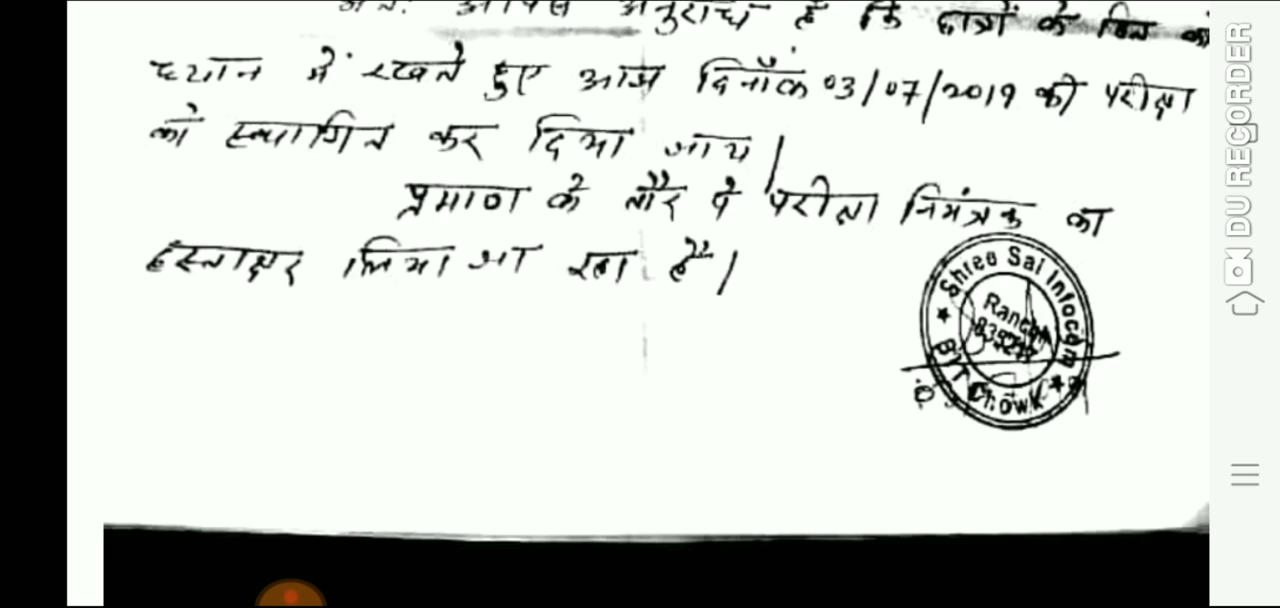 अतः आपसे अनुरोध है कि छात्रों के हित को
ध्यान में रखते हुए आज दिनाँक 03/07/2019 की परीक्षा
को स्थागित कर दिया जाय।
प्रमाण के तौर पे परीक्षा नियंत्रक का
हस्ताक्षर लिया जा रहा है।
Shree Sai Infocom
Ranchi
BIT Chowk
DU RECORDER